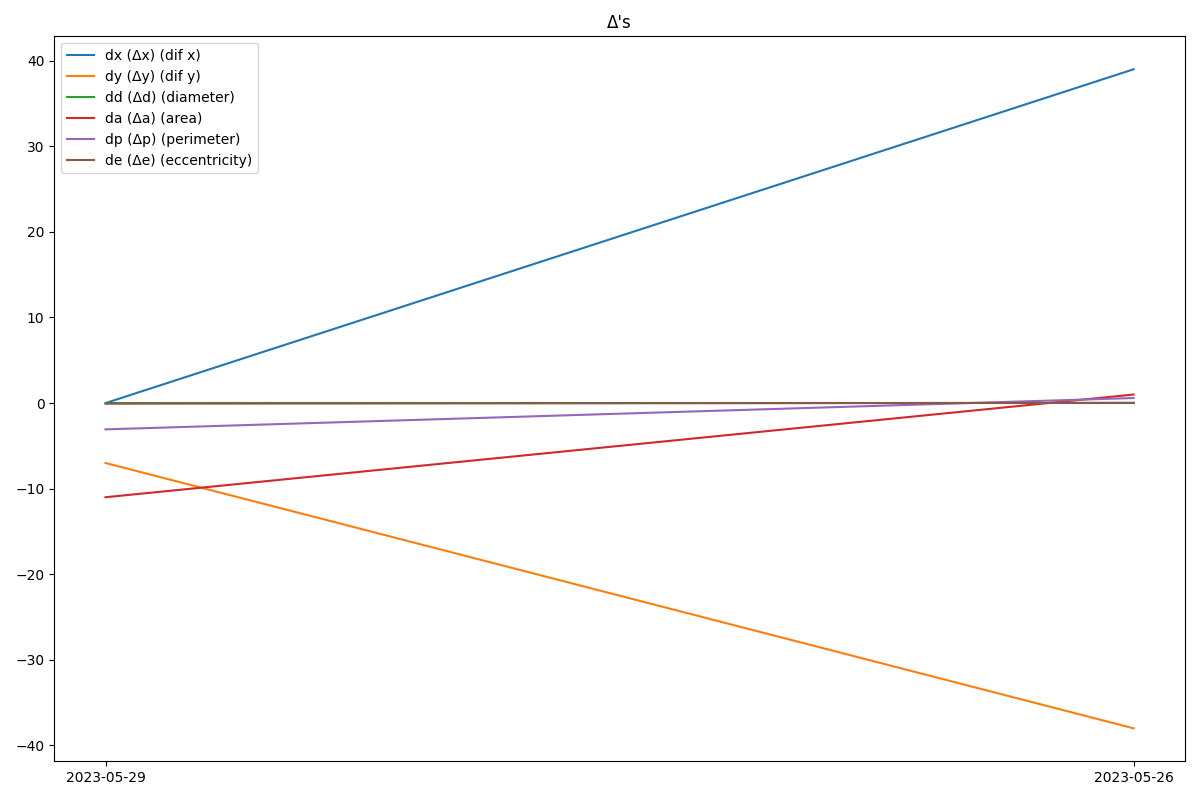 Δ's
dx (Δx) (dif x)
dy (Δy) (dif y)
dd (Δd) (diameter)
da (Δa) (area)
dp (Δp) (perimeter)
de (Δe) (eccentricity)
40
30
20
10
0
−10
−20
−30
−40
2023-05-29 2023-05-26